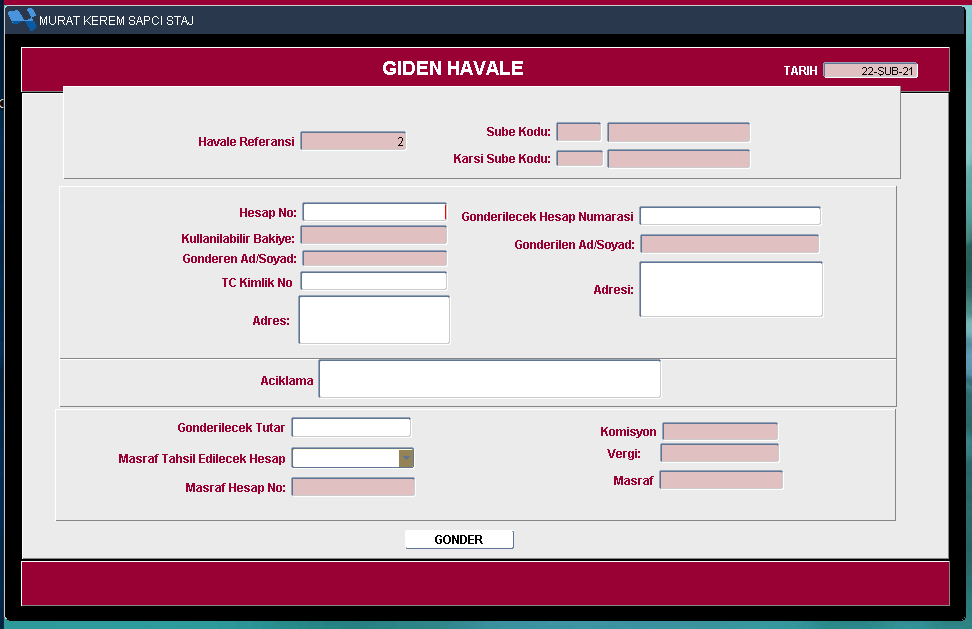 MURAT KEREM SAPCI STAJ
GIDEN HAVALE
TARIH 22-SUB-21
Havale Referansi 2
Sube Kodu:
Karsi Sube Kodu:
Hesap No:
Kullanilabilir Bakiye:
Gonderen Ad/Soyad:
TC Kimlik No
Adres:
Gonderilecek Hesap Numarasi
Gonderilen Ad/Soyad:
Adresi:
Aciklama
Gonderilecek Tutar
Masraf Tahsil Edilecek Hesap
Masraf Hesap No:
Komisyon
Vergi:
Masraf
GONDER